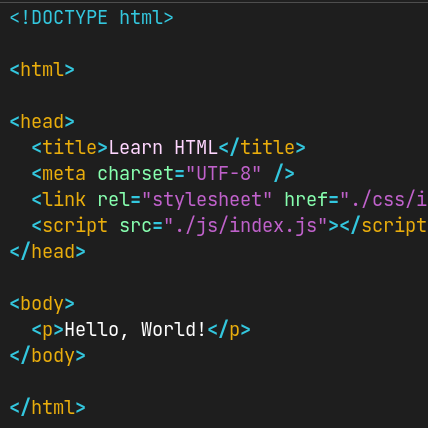 <!DOCTYPE html>
<html>
<head>
<title>Learn HTML</title>
<meta charset="UTF-8" />
<link rel="stylesheet" href="./css/i
<script src="./js/index.js"></script
</head>
<body>
<p>Hello, World!</p>
</body>
</html>